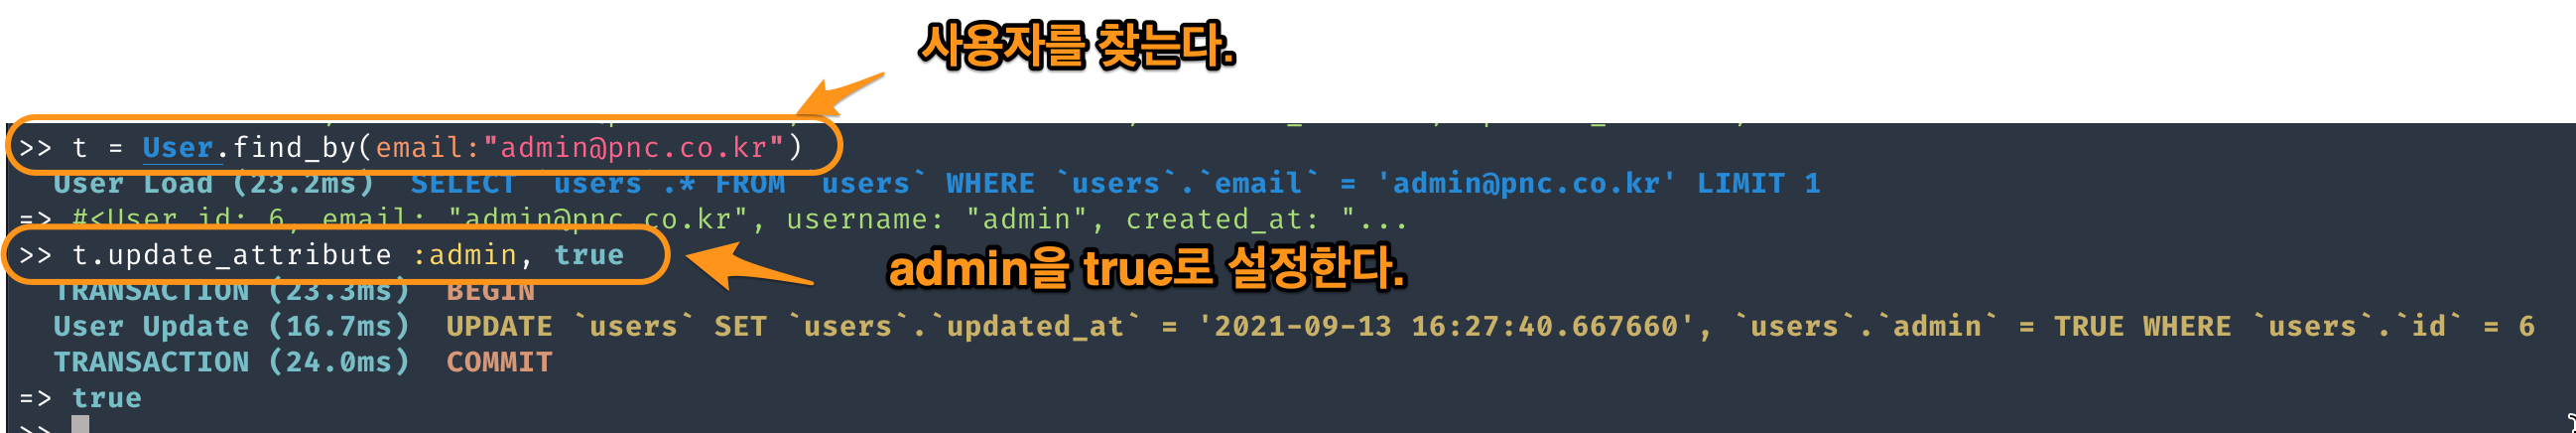 사용자를 찾는다.
>> t = User.find_by(email:"admin@pnc.co.kr")
User Load (23.2ms)  SELECT `users`.* FROM `users` WHERE `users`.`email` = 'admin@pnc.co.kr' LIMIT 1
=> #<User id: 6, email: "admin@pnc.co.kr", username: "admin", created_at: "...
>> t.update_attribute :admin, true
admin을 true로 설정한다.
TRANSACTION (23.3ms)  BEGIN
User Update (16.7ms)  UPDATE `users` SET `users`.`updated_at` = '2021-09-13 16:27:40.667660', `users`.`admin` = TRUE WHERE `users`.`id` = 6
TRANSACTION (24.0ms)  COMMIT
=> true
>>